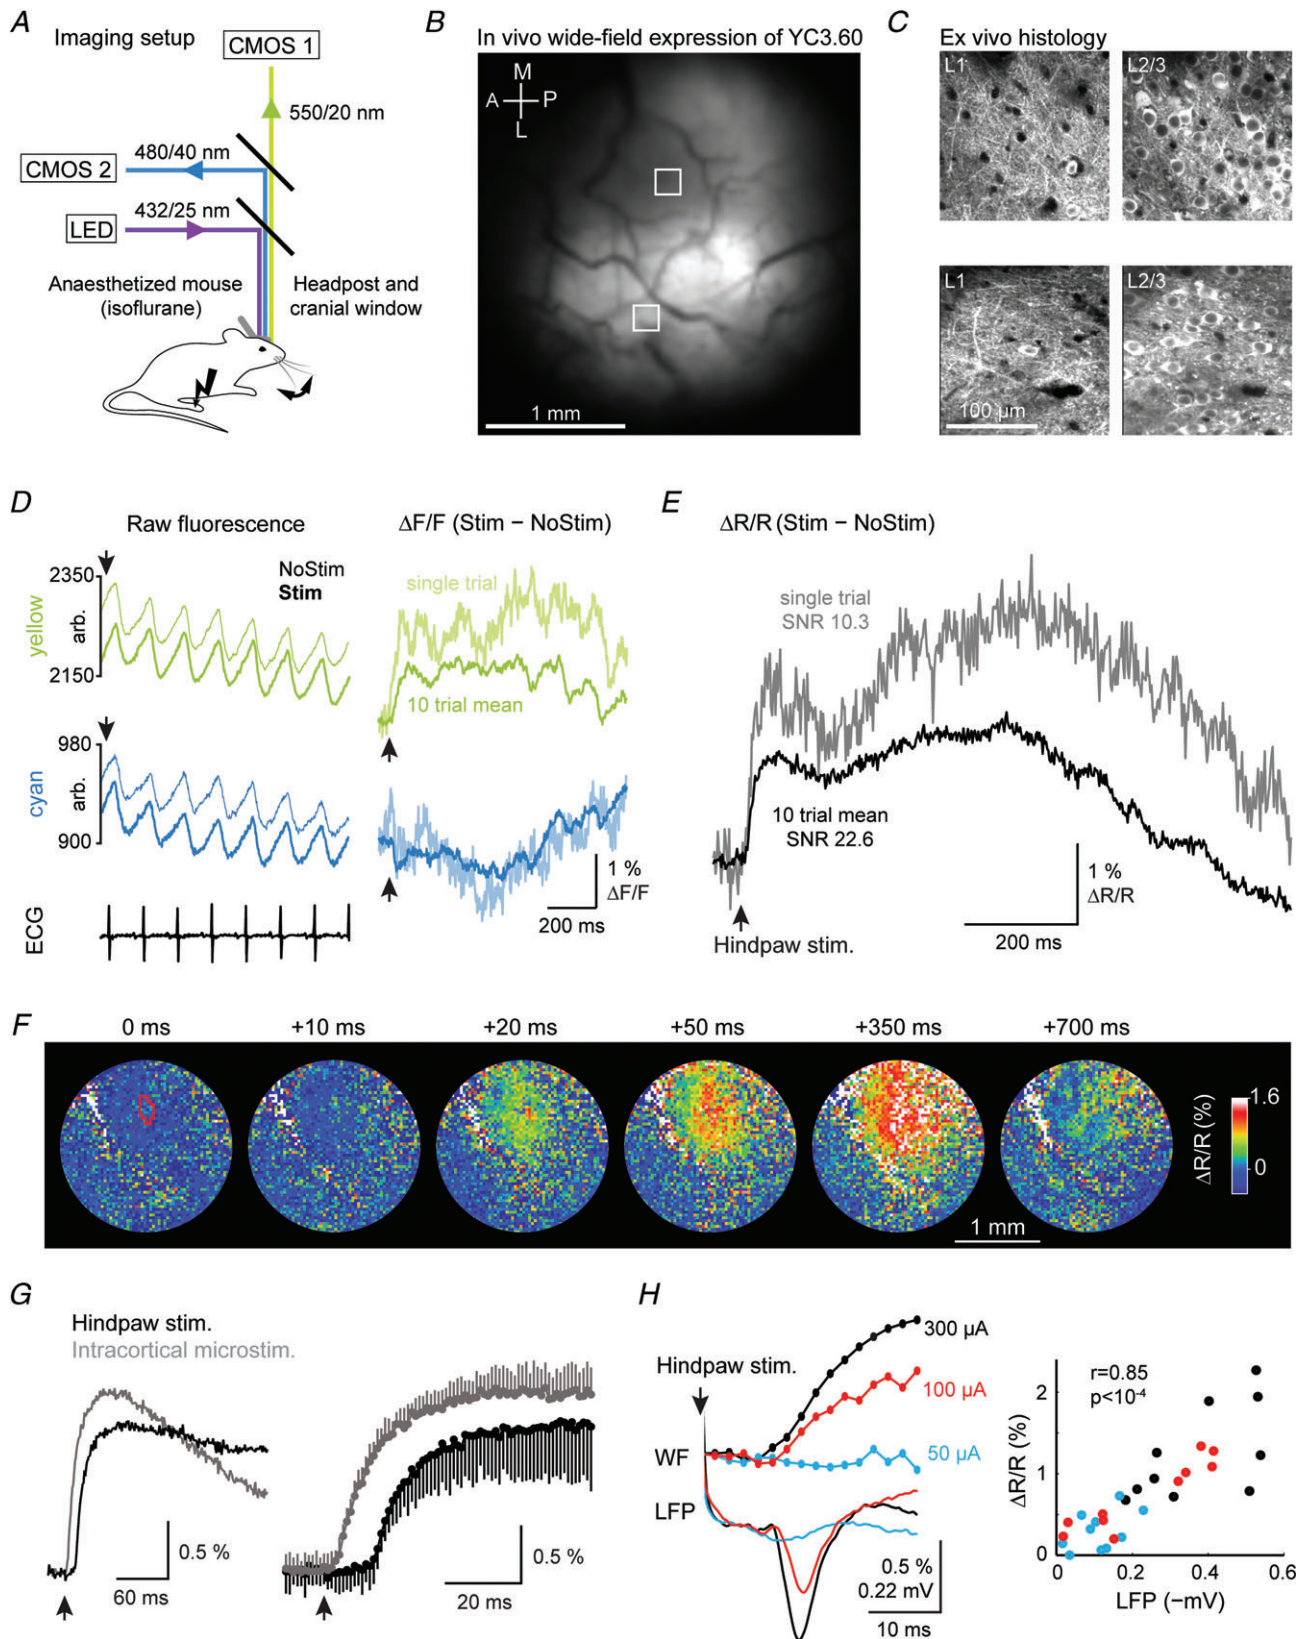 A
Imaging setup
CMOS 1
550/20 nm
480/40 nm
CMOS 2
432/25 nm
LED
Anaesthetized mouse
(isoflurane)
Headpost and
cranial window
B
In vivo wide-field expression of YC3.60
M
A
P
L
1 mm
C
Ex vivo histology
L1
L2/3
L1
L2/3
100 µm
D
Raw fluorescence
NoStim
Stim
2350
arb.
yellow
2150
980
arb.
cyan
900
ECG
ΔF/F (Stim − NoStim)
single trial
10 trial mean
1 %
ΔF/F
200 ms
E
ΔR/R (Stim − NoStim)
single trial
SNR 10.3
10 trial mean
SNR 22.6
1 %
ΔR/R
200 ms
Hindpaw stim.
F
0 ms
+10 ms
+20 ms
+50 ms
+350 ms
+700 ms
1 mm
ΔR/R (%)
1.6
0
G
Hindpaw stim.
Intracortical microstim.
0.5 %
60 ms
0.5 %
20 ms
H
Hindpaw stim.
300 µA
100 µA
50 µA
WF
LFP
0.5 %
0.22 mV
10 ms
r=0.85
p<10⁻⁴
ΔR/R (%)
2
1
0
0
0.2
0.4
0.6
LFP (−mV)